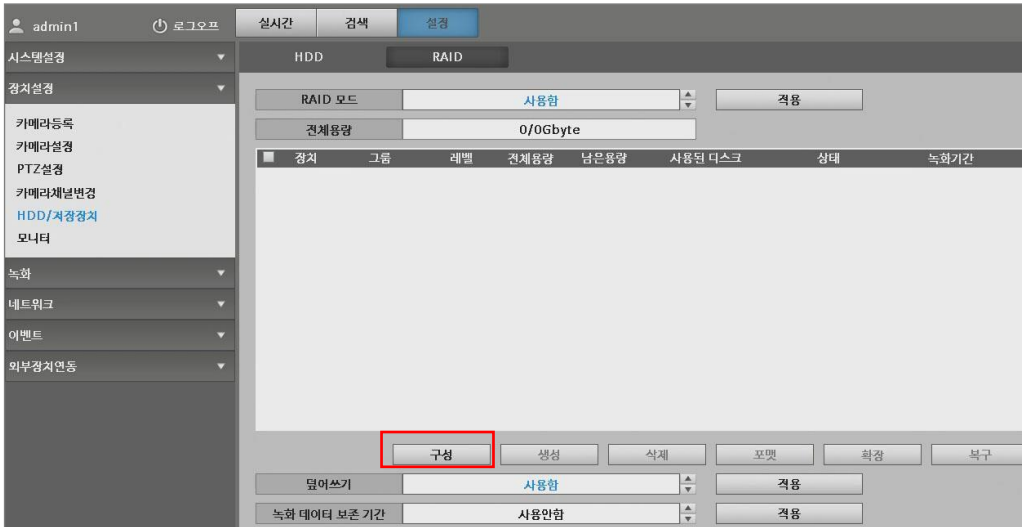 admin1 로그오프 실시간 검색 설정
시스템설정 HDD RAID
장치설정
RAID 모드 사용함 적용
카메라등록
전체용량 0/0Gbyte
카메라설정
장치 그룹 레벨 전체용량 남은용량 사용된 디스크 상태 녹화기간
PTZ설정
카메라채널변경
HDD/저장장치
모니터
녹화
네트워크
이벤트
외부장치연동
구성 생성 삭제 포맷 확장 복구
덮어쓰기 사용함 적용
녹화 데이터 보존 기간 사용안함 적용